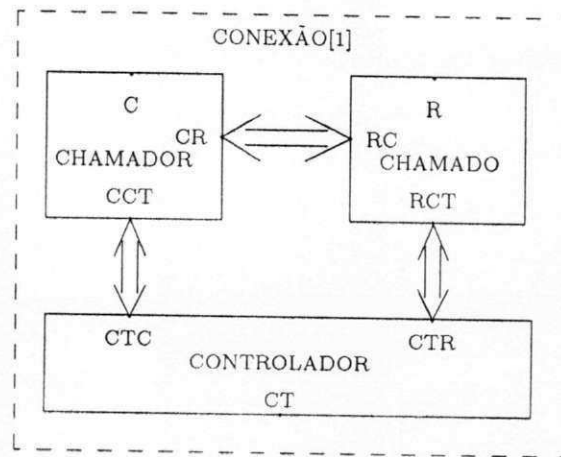 CONEXÃO[1]
C
R
CR
RC
CHAMADOR
CHAMADO
CCT
RCT
CTC
CTR
CONTROLADOR
CT